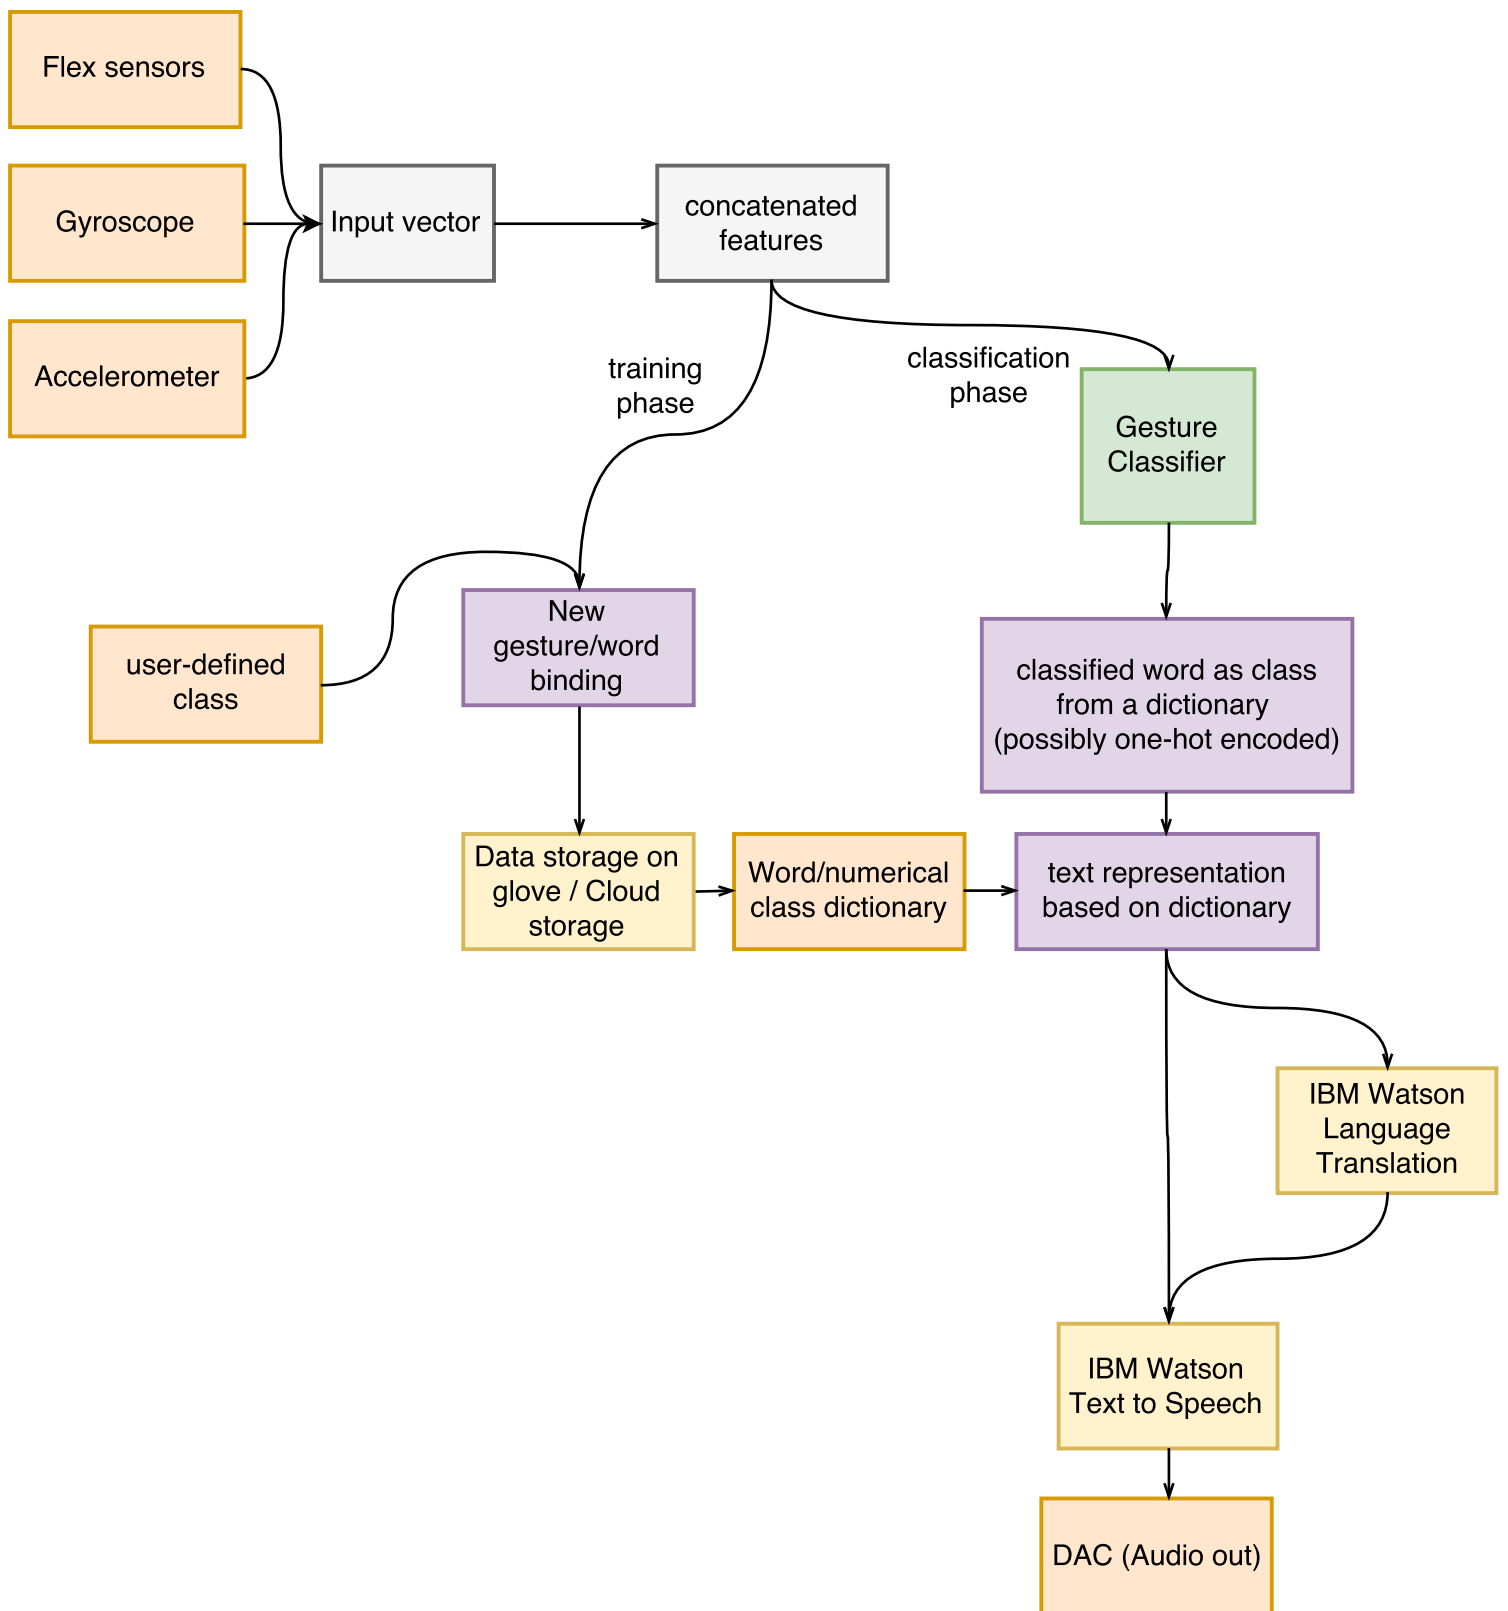 Flex sensors
Gyroscope
Input vector
concatenated
features
Accelerometer
training
phase
classification
phase
Gesture
Classifier
user-defined
class
New
gesture/word
binding
classified word as class
from a dictionary
(possibly one-hot encoded)
Data storage on
glove / Cloud
storage
Word/numerical
class dictionary
text representation
based on dictionary
IBM Watson
Language
Translation
IBM Watson
Text to Speech
DAC (Audio out)